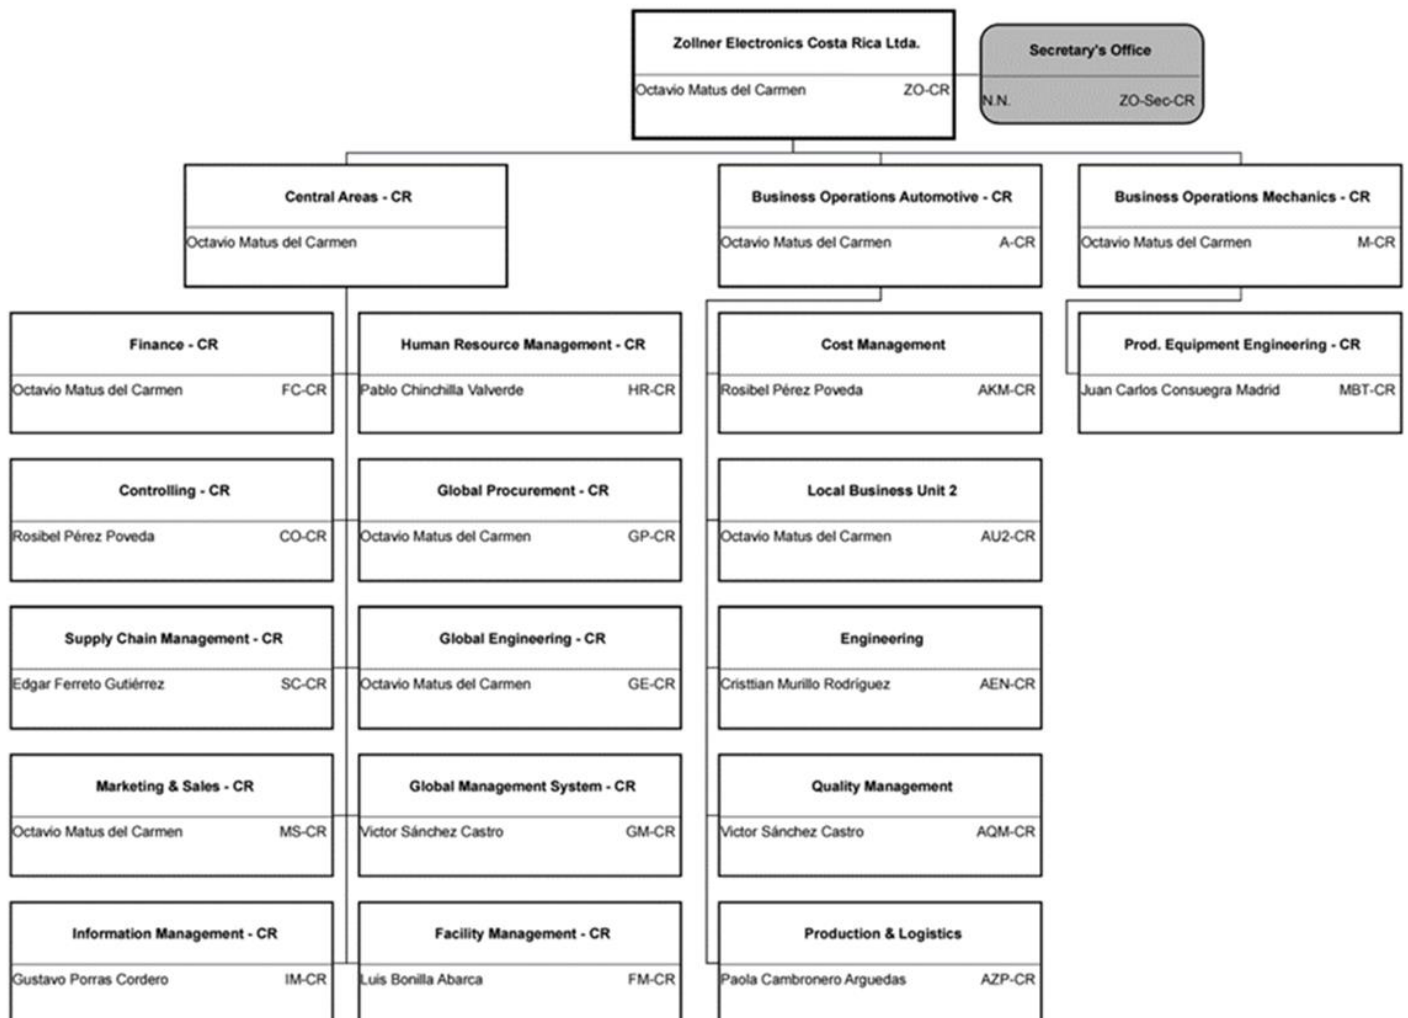 Zollner Electronics Costa Rica Ltda.
Octavio Matus del Carmen ZO-CR
Secretary's Office
N.N. ZO-Sec-CR
Central Areas - CR
Octavio Matus del Carmen
Business Operations Automotive - CR
Octavio Matus del Carmen A-CR
Business Operations Mechanics - CR
Octavio Matus del Carmen M-CR
Finance - CR
Octavio Matus del Carmen FC-CR
Human Resource Management - CR
Pablo Chinchilla Valverde HR-CR
Cost Management
Rosibel Pérez Poveda AKM-CR
Prod. Equipment Engineering - CR
Juan Carlos Consuegra Madrid MBT-CR
Controlling - CR
Rosibel Pérez Poveda CO-CR
Global Procurement - CR
Octavio Matus del Carmen GP-CR
Local Business Unit 2
Octavio Matus del Carmen AU2-CR
Supply Chain Management - CR
Edgar Ferreto Gutiérrez SC-CR
Global Engineering - CR
Octavio Matus del Carmen GE-CR
Engineering
Cristtian Murillo Rodríguez AEN-CR
Marketing & Sales - CR
Octavio Matus del Carmen MS-CR
Global Management System - CR
Victor Sánchez Castro GM-CR
Quality Management
Victor Sánchez Castro AQM-CR
Information Management - CR
Gustavo Porras Cordero IM-CR
Facility Management - CR
Luis Bonilla Abarca FM-CR
Production & Logistics
Paola Cambronero Arguedas AZP-CR